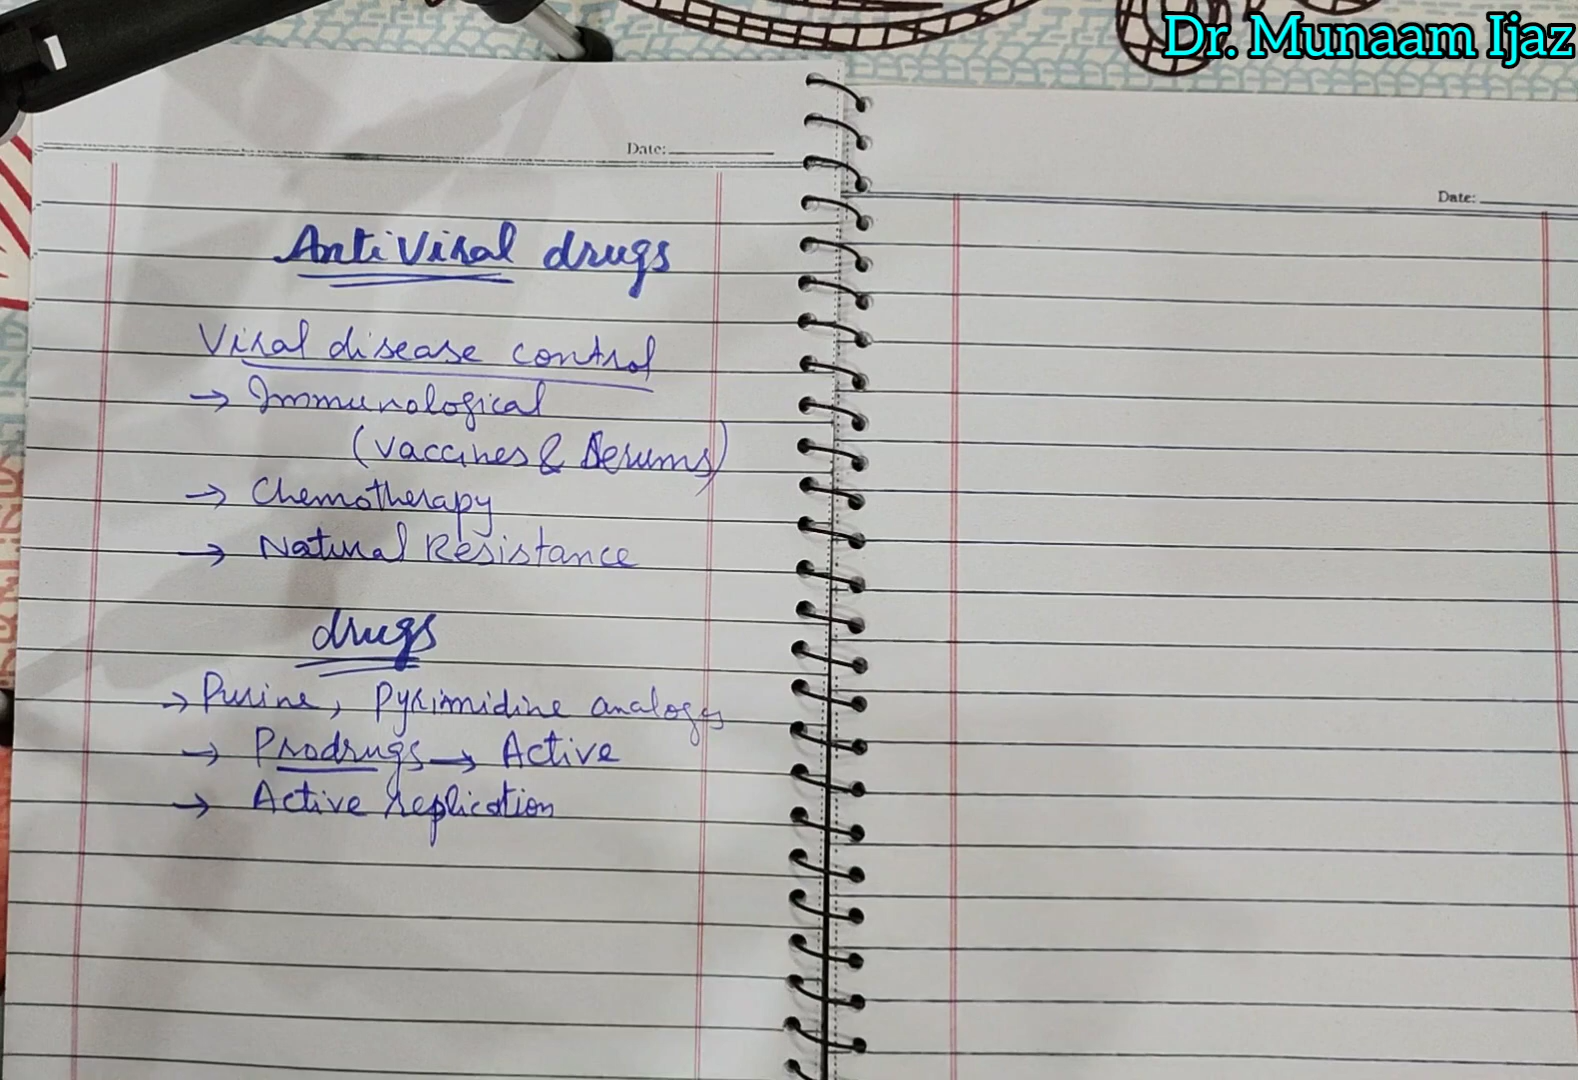 Dr. Munaam Ijaz
Date:
Date:
AntiViral drugs
Viral disease control
→ Immunological
(Vaccines & Serums)
→ Chemotherapy
→ Natural Resistance
drugs
→ Purine, Pyrimidine analogs
→ Prodrugs → Active
→ Active replication